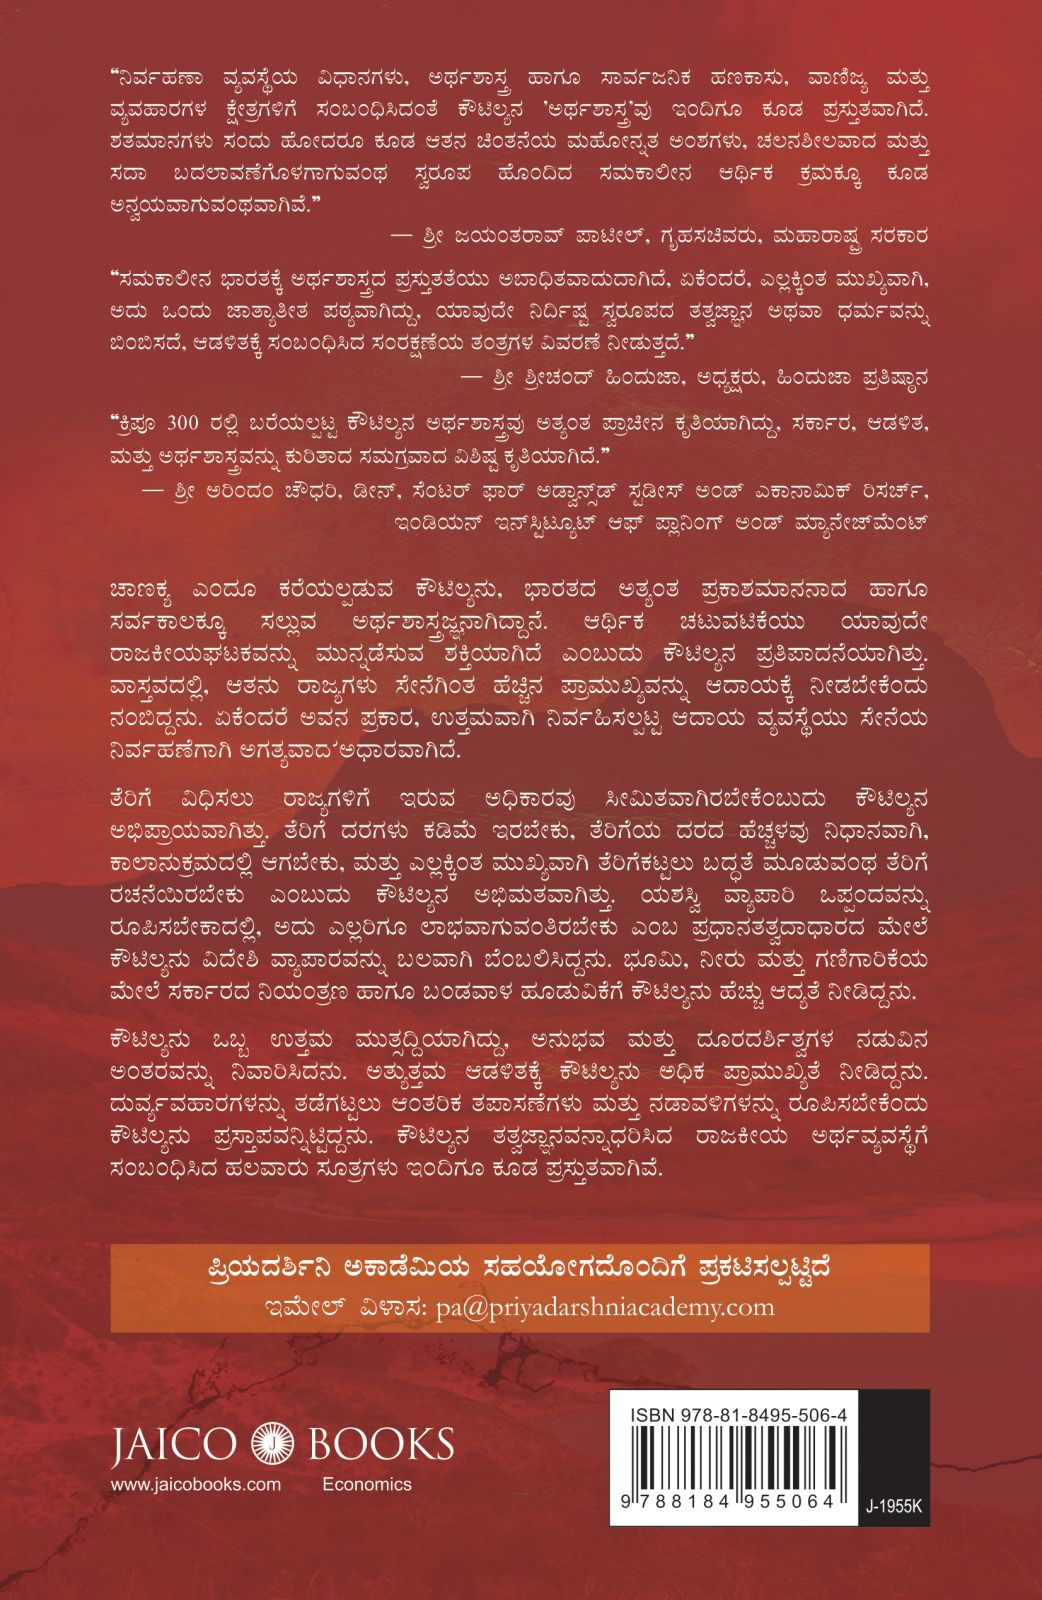 “ನಿರ್ವಹಣಾ ವ್ಯವಸ್ಥೆಯ ವಿಧಾನಗಳು, ಅರ್ಥಶಾಸ್ತ್ರ ಹಾಗೂ ಸಾರ್ವಜನಿಕ ಹಣಕಾಸು, ವಾಣಿಜ್ಯ ಮತ್ತು
ವ್ಯವಹಾರಗಳ ಕ್ಷೇತ್ರಗಳಿಗೆ ಸಂಬಂಧಿಸಿದಂತೆ ಕೌಟಿಲ್ಯನ 'ಅರ್ಥಶಾಸ್ತ್ರ'ವು ಇಂದಿಗೂ ಕೂಡ ಪ್ರಸ್ತುತವಾಗಿದೆ.
ಶತಮಾನಗಳು ಸಂದು ಹೋದರೂ ಕೂಡ ಆತನ ಚಿಂತನೆಯ ಮಹೋನ್ನತ ಅಂಶಗಳು, ಚಲನಶೀಲವಾದ ಮತ್ತು
ಸದಾ ಬದಲಾವಣೆಗೊಳಗಾಗುವಂಥ ಸ್ವರೂಪ ಹೊಂದಿದ ಸಮಕಾಲೀನ ಆರ್ಥಿಕ ಕ್ರಮಕ್ಕೂ ಕೂಡ
ಅನ್ವಯವಾಗುವಂಥವಾಗಿವೆ.”
— ಶ್ರೀ ಜಯಂತರಾವ್ ಪಾಟೀಲ್, ಗೃಹಸಚಿವರು, ಮಹಾರಾಷ್ಟ್ರ ಸರಕಾರ
“ಸಮಕಾಲೀನ ಭಾರತಕ್ಕೆ ಅರ್ಥಶಾಸ್ತ್ರದ ಪ್ರಸ್ತುತತೆಯು ಅಬಾಧಿತವಾದುದಾಗಿದೆ, ಏಕೆಂದರೆ, ಎಲ್ಲಕ್ಕಿಂತ ಮುಖ್ಯವಾಗಿ,
ಅದು ಒಂದು ಜಾತ್ಯಾತೀತ ಪಠ್ಯವಾಗಿದ್ದು, ಯಾವುದೇ ನಿರ್ದಿಷ್ಟ ಸ್ವರೂಪದ ತತ್ವಜ್ಞಾನ ಅಥವಾ ಧರ್ಮವನ್ನು
ಬಿಂಬಿಸದೆ, ಆಡಳಿತಕ್ಕೆ ಸಂಬಂಧಿಸಿದ ಸಂರಕ್ಷಣೆಯ ತಂತ್ರಗಳ ವಿವರಣೆ ನೀಡುತ್ತದೆ.”
— ಶ್ರೀ ಶ್ರೀಚಂದ್ ಹಿಂದುಜಾ, ಅಧ್ಯಕ್ಷರು, ಹಿಂದುಜಾ ಪ್ರತಿಷ್ಠಾನ
“ಕ್ರಿಪೂ 300 ರಲ್ಲಿ ಬರೆಯಲ್ಪಟ್ಟ ಕೌಟಿಲ್ಯನ ಅರ್ಥಶಾಸ್ತ್ರವು ಅತ್ಯಂತ ಪ್ರಾಚೀನ ಕೃತಿಯಾಗಿದ್ದು, ಸರ್ಕಾರ, ಆಡಳಿತ,
ಮತ್ತು ಅರ್ಥಶಾಸ್ತ್ರವನ್ನು ಕುರಿತಾದ ಸಮಗ್ರವಾದ ವಿಶಿಷ್ಟ ಕೃತಿಯಾಗಿದೆ.”
— ಶ್ರೀ ಅರಿಂದಂ ಚೌಧರಿ, ಡೀನ್, ಸೆಂಟರ್ ಫಾರ್ ಅಡ್ವಾನ್ಸ್‌ಡ್ ಸ್ಟಡೀಸ್ ಅಂಡ್ ಎಕಾನಾಮಿಕ್ ರಿಸರ್ಚ್,
ಇಂಡಿಯನ್ ಇನ್‌ಸ್ಟಿಟ್ಯೂಟ್ ಆಫ್ ಪ್ಲಾನಿಂಗ್ ಅಂಡ್ ಮ್ಯಾನೇಜ್‌ಮೆಂಟ್
ಚಾಣಕ್ಯ ಎಂದೂ ಕರೆಯಲ್ಪಡುವ ಕೌಟಿಲ್ಯನು, ಭಾರತದ ಅತ್ಯಂತ ಪ್ರಕಾಶಮಾನನಾದ ಹಾಗೂ
ಸರ್ವಕಾಲಕ್ಕೂ ಸಲ್ಲುವ ಅರ್ಥಶಾಸ್ತ್ರಜ್ಞನಾಗಿದ್ದಾನೆ. ಆರ್ಥಿಕ ಚಟುವಟಿಕೆಯು ಯಾವುದೇ
ರಾಜಕೀಯಘಟಕವನ್ನು ಮುನ್ನಡೆಸುವ ಶಕ್ತಿಯಾಗಿದೆ ಎಂಬುದು ಕೌಟಿಲ್ಯನ ಪ್ರತಿಪಾದನೆಯಾಗಿತ್ತು.
ವಾಸ್ತವದಲ್ಲಿ, ಆತನು ರಾಜ್ಯಗಳು ಸೇನೆಗಿಂತ ಹೆಚ್ಚಿನ ಪ್ರಾಮುಖ್ಯವನ್ನು ಆದಾಯಕ್ಕೆ ನೀಡಬೇಕೆಂದು
ನಂಬಿದ್ದನು. ಏಕೆಂದರೆ ಅವನ ಪ್ರಕಾರ, ಉತ್ತಮವಾಗಿ ನಿರ್ವಹಿಸಲ್ಪಟ್ಟ ಆದಾಯ ವ್ಯವಸ್ಥೆಯು ಸೇನೆಯ
ನಿರ್ವಹಣೆಗಾಗಿ ಅಗತ್ಯವಾದ'ಅಧಾರವಾಗಿದೆ.
ತೆರಿಗೆ ವಿಧಿಸಲು ರಾಜ್ಯಗಳಿಗೆ ಇರುವ ಅಧಿಕಾರವು ಸೀಮಿತವಾಗಿರಬೇಕೆಂಬುದು ಕೌಟಿಲ್ಯನ
ಅಭಿಪ್ರಾಯವಾಗಿತ್ತು. ತೆರಿಗೆ ದರಗಳು ಕಡಿಮೆ ಇರಬೇಕು, ತೆರಿಗೆಯ ದರದ ಹೆಚ್ಚಳವು ನಿಧಾನವಾಗಿ,
ಕಾಲಾನುಕ್ರಮದಲ್ಲಿ ಆಗಬೇಕು, ಮತ್ತು ಎಲ್ಲಕ್ಕಿಂತ ಮುಖ್ಯವಾಗಿ ತೆರಿಗೆಕಟ್ಟಲು ಬದ್ಧತೆ ಮೂಡುವಂಥ ತೆರಿಗೆ
ರಚನೆಯಿರಬೇಕು ಎಂಬುದು ಕೌಟಿಲ್ಯನ ಅಭಿಮತವಾಗಿತ್ತು. ಯಶಸ್ವಿ ವ್ಯಾಪಾರಿ ಒಪ್ಪಂದವನ್ನು
ರೂಪಿಸಬೇಕಾದಲ್ಲಿ, ಅದು ಎಲ್ಲರಿಗೂ ಲಾಭವಾಗುವಂತಿರಬೇಕು ಎಂಬ ಪ್ರಧಾನತತ್ವದಾಧಾರದ ಮೇಲೆ
ಕೌಟಿಲ್ಯನು ವಿದೇಶಿ ವ್ಯಾಪಾರವನ್ನು ಬಲವಾಗಿ ಬೆಂಬಲಿಸಿದ್ದನು. ಭೂಮಿ, ನೀರು ಮತ್ತು ಗಣಿಗಾರಿಕೆಯ
ಮೇಲೆ ಸರ್ಕಾರದ ನಿಯಂತ್ರಣ ಹಾಗೂ ಬಂಡವಾಳ ಹೂಡುವಿಕೆಗೆ ಕೌಟಿಲ್ಯನು ಹೆಚ್ಚು ಆದ್ಯತೆ ನೀಡಿದ್ದನು.
ಕೌಟಿಲ್ಯನು ಒಬ್ಬ ಉತ್ತಮ ಮುತ್ಸದ್ದಿಯಾಗಿದ್ದು, ಅನುಭವ ಮತ್ತು ದೂರದರ್ಶಿತ್ವಗಳ ನಡುವಿನ
ಅಂತರವನ್ನು ನಿವಾರಿಸಿದನು. ಅತ್ಯುತ್ತಮ ಆಡಳಿತಕ್ಕೆ ಕೌಟಿಲ್ಯನು ಅಧಿಕ ಪ್ರಾಮುಖ್ಯತೆ ನೀಡಿದ್ದನು.
ದುರ್ವ್ಯವಹಾರಗಳನ್ನು ತಡೆಗಟ್ಟಲು ಆಂತರಿಕ ತಪಾಸಣೆಗಳು ಮತ್ತು ನಡಾವಳಿಗಳನ್ನು ರೂಪಿಸಬೇಕೆಂದು
ಕೌಟಿಲ್ಯನು ಪ್ರಸ್ತಾಪವನ್ನಿಟ್ಟಿದ್ದನು. ಕೌಟಿಲ್ಯನ ತತ್ವಜ್ಞಾನವನ್ನಾಧರಿಸಿದ ರಾಜಕೀಯ ಅರ್ಥವ್ಯವಸ್ಥೆಗೆ
ಸಂಬಂಧಿಸಿದ ಹಲವಾರು ಸೂತ್ರಗಳು ಇಂದಿಗೂ ಕೂಡ ಪ್ರಸ್ತುತವಾಗಿವೆ.
ಪ್ರಿಯದರ್ಶಿನಿ ಅಕಾಡೆಮಿಯ ಸಹಯೋಗದೊಂದಿಗೆ ಪ್ರಕಟಿಸಲ್ಪಟ್ಟಿದೆ
ಇಮೇಲ್ ವಿಳಾಸ: pa@priyadarshniacademy.com
ISBN 978-81-8495-506-4
JAICO J BOOKS
www.jaicobooks.com Economics
9 788184 955064
J-1955K